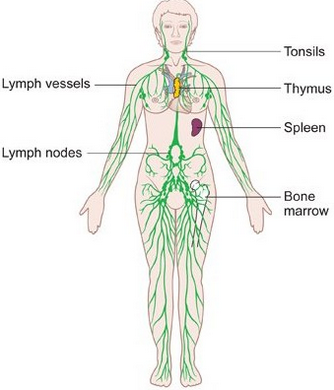 Tonsils
Lymph vessels
Thymus
Spleen
Lymph nodes
Bone
marrow